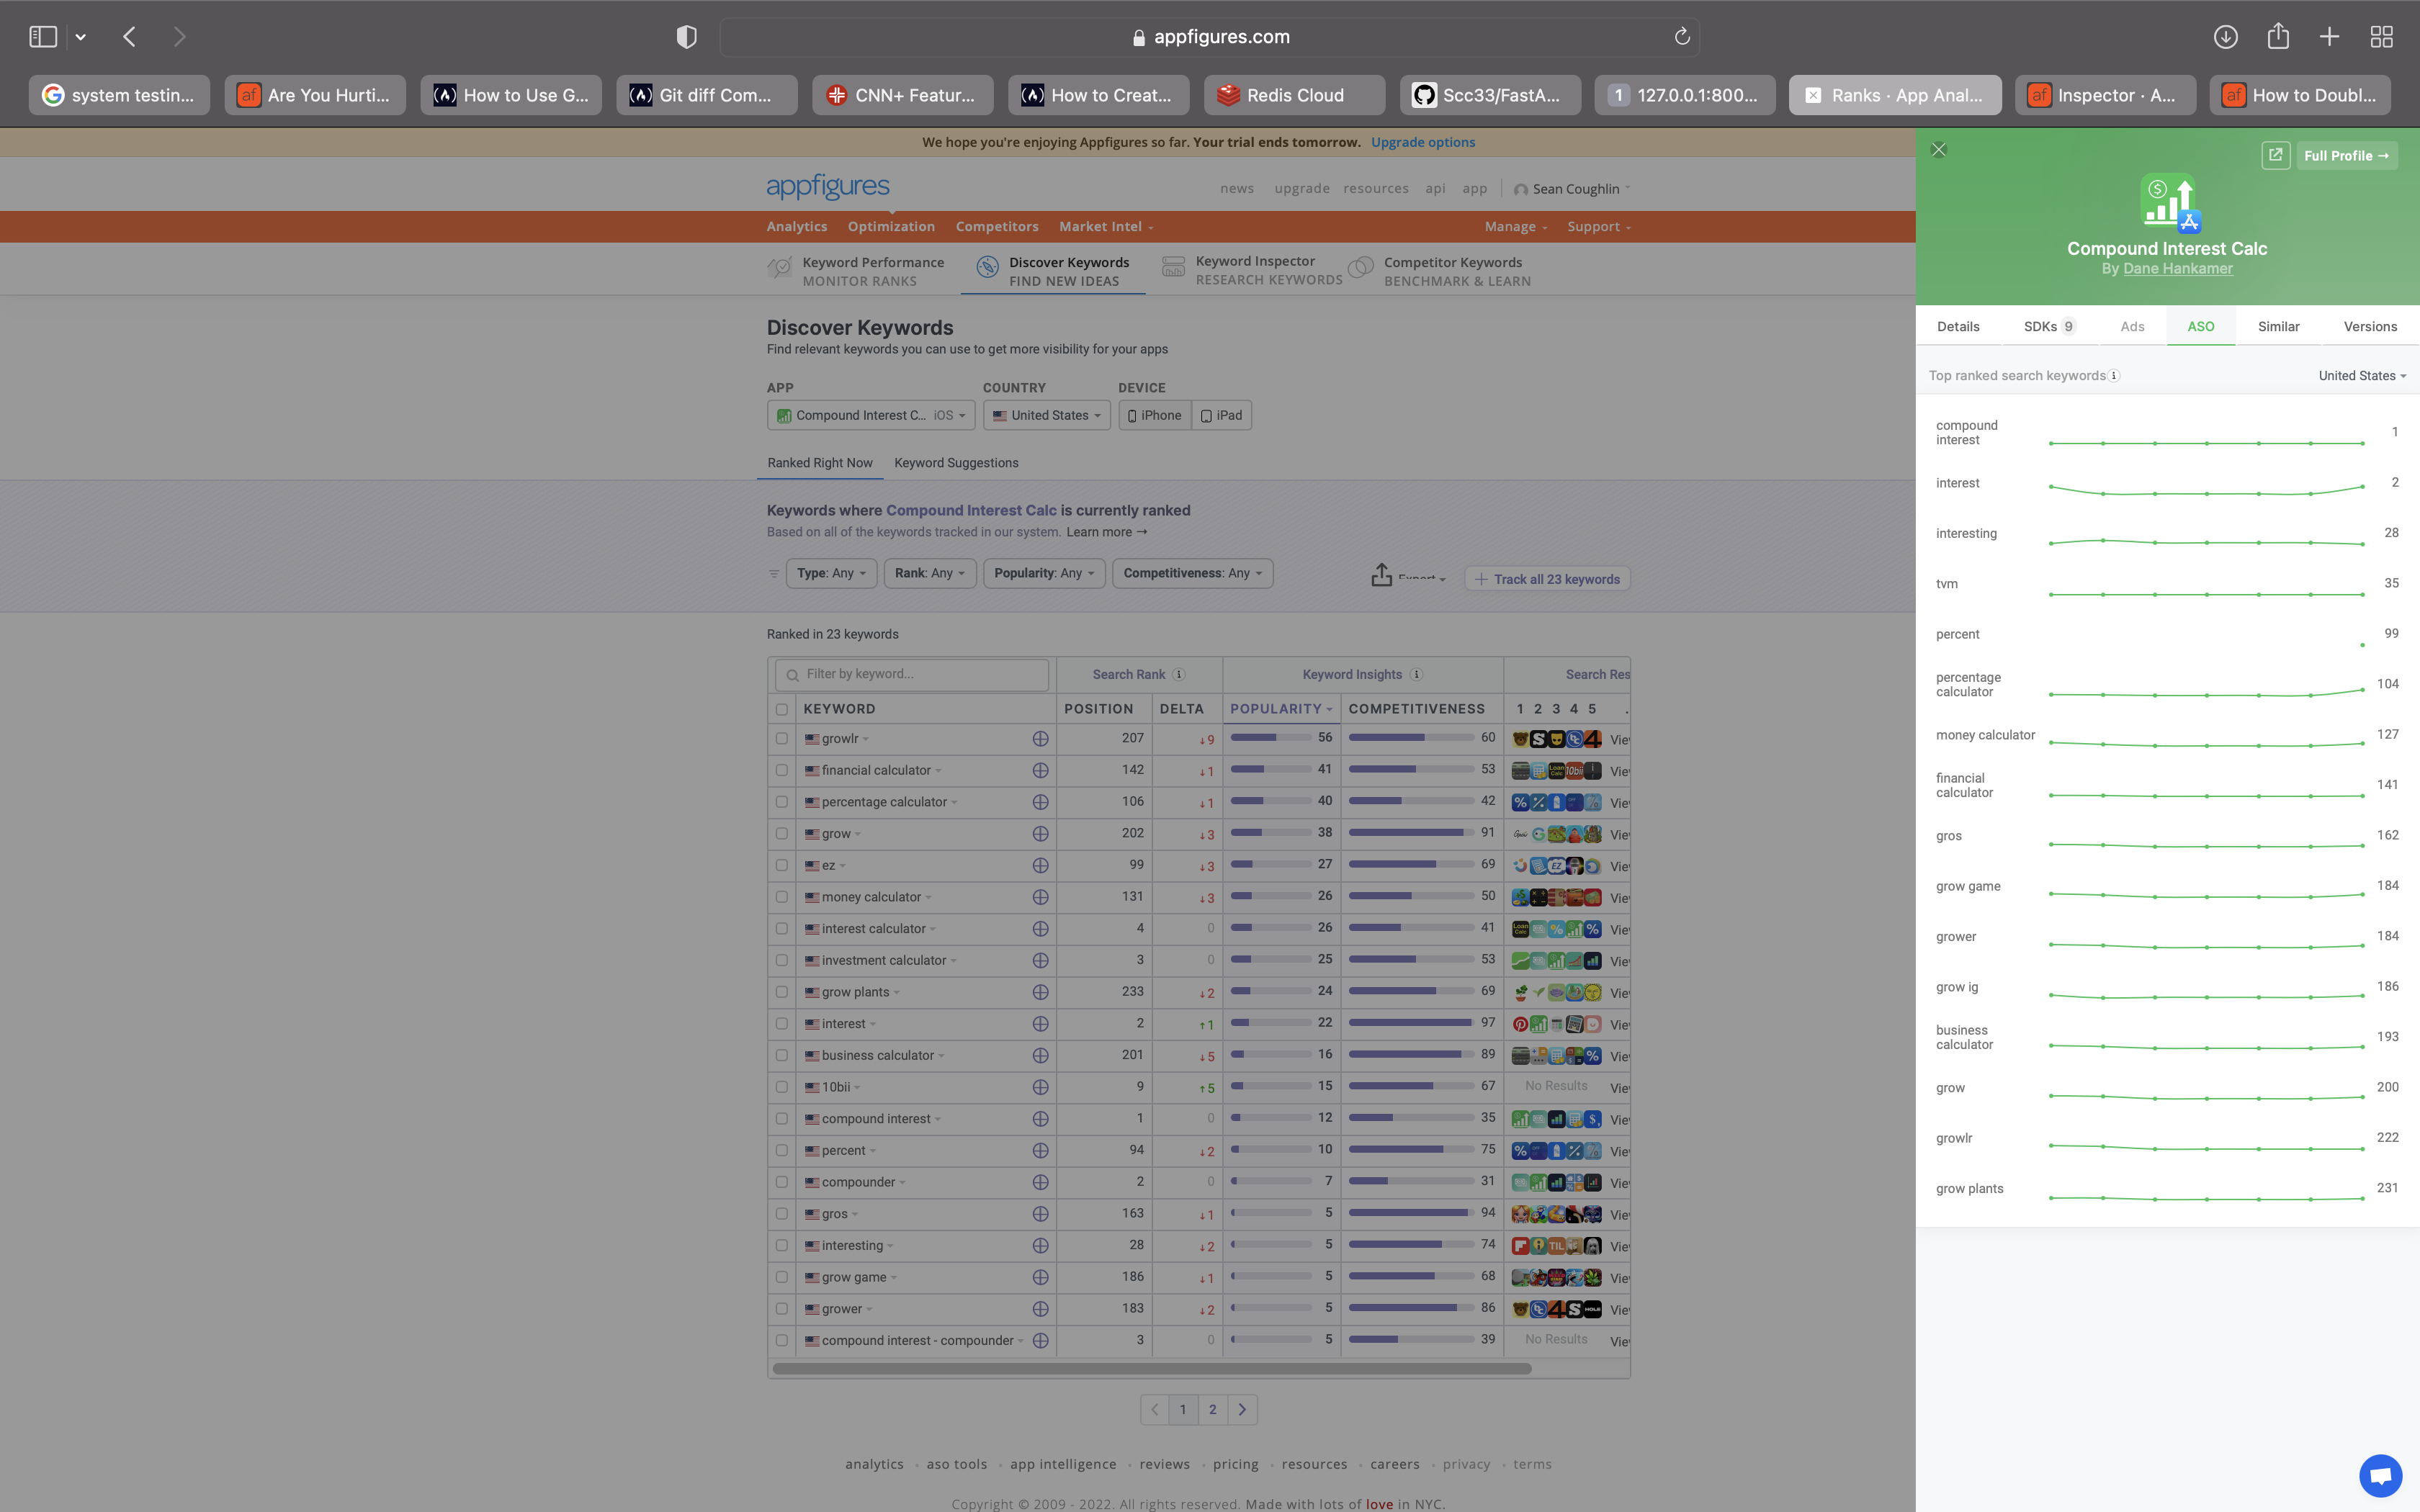 appfigures.com
system testin...
Are You Hurti...
How to Use G...
Git diff Com...
CNN+ Featur...
How to Creat...
Redis Cloud
Scc33/FastA...
1 127.0.0.1:800...
Ranks · App Anal...
Inspector · A...
How to Doubl...
We hope you're enjoying Appfigures so far. Your trial ends tomorrow. Upgrade options
appfigures
news upgrade resources api app Sean Coughlin
Analytics Optimization Competitors Market Intel Manage Support
Keyword Performance
MONITOR RANKS
Discover Keywords
FIND NEW IDEAS
Keyword Inspector
RESEARCH KEYWORDS
Competitor Keywords
BENCHMARK & LEARN
Discover Keywords
Find relevant keywords you can use to get more visibility for your apps
APP COUNTRY DEVICE
Compound Interest C... iOS United States iPhone iPad
Ranked Right Now Keyword Suggestions
Keywords where Compound Interest Calc is currently ranked
Based on all of the keywords tracked in our system. Learn more →
Type: Any Rank: Any Popularity: Any Competitiveness: Any Export + Track all 23 keywords
Ranked in 23 keywords
Filter by keyword... Search Rank Keyword Insights Search Res
KEYWORD POSITION DELTA POPULARITY COMPETITIVENESS 1 2 3 4 5 .
growlr 207 ↓9 56 60 Vie
financial calculator 142 ↓1 41 53 Vie
percentage calculator 106 ↓1 40 42 Vie
grow 202 ↓3 38 91 Vie
ez 99 ↓3 27 69 Vie
money calculator 131 ↓3 26 50 Vie
interest calculator 4 0 26 41 Vie
investment calculator 3 0 25 53 Vie
grow plants 233 ↓2 24 69 Vie
interest 2 ↑1 22 97 Vie
business calculator 201 ↓5 16 89 Vie
10bii 9 ↑5 15 67 No Results Vie
compound interest 1 0 12 35 Vie
percent 94 ↓2 10 75 Vie
compounder 2 0 7 31 Vie
gros 163 ↓1 5 94 Vie
interesting 28 ↓2 5 74 Vie
grow game 186 ↓1 5 68 Vie
grower 183 ↓2 5 86 Vie
compound interest - compounder 3 0 5 39 No Results Vie
1 2
analytics aso tools app intelligence reviews pricing resources careers privacy terms
Copyright © 2009 - 2022. All rights reserved. Made with lots of love in NYC.
Full Profile →
Compound Interest Calc
By Dane Hankamer
Details SDKs 9 Ads ASO Similar Versions
Top ranked search keywords United States
compound interest 1
interest 2
interesting 28
tvm 35
percent 99
percentage calculator 104
money calculator 127
financial calculator 141
gros 162
grow game 184
grower 184
grow ig 186
business calculator 193
grow 200
growlr 222
grow plants 231